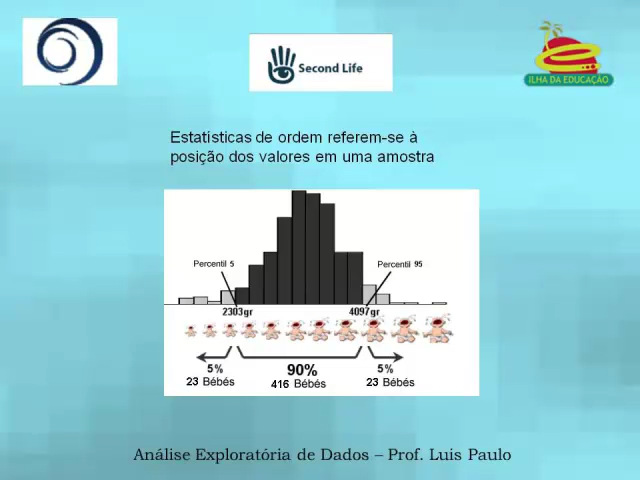 Second Life
ILHA DA EDUCAÇÃO
Estatísticas de ordem referem-se à
posição dos valores em uma amostra
Percentil 5
Percentil 95
2303gr
4097gr
5%
90%
5%
23 Bébés
416 Bébés
23 Bébés
Análise Exploratória de Dados – Prof. Luis Paulo